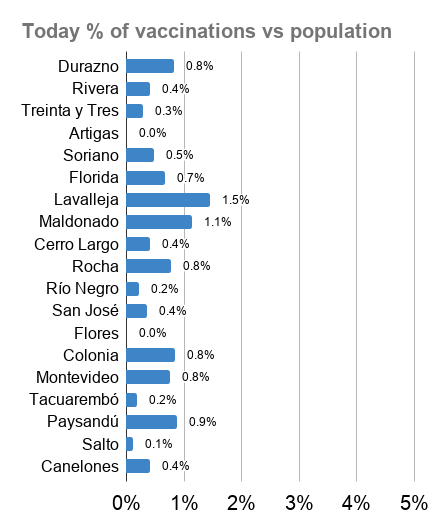 Today % of vaccinations vs population
Durazno 0.8%
Rivera 0.4%
Treinta y Tres 0.3%
Artigas 0.0%
Soriano 0.5%
Florida 0.7%
Lavalleja 1.5%
Maldonado 1.1%
Cerro Largo 0.4%
Rocha 0.8%
Río Negro 0.2%
San José 0.4%
Flores 0.0%
Colonia 0.8%
Montevideo 0.8%
Tacuarembó 0.2%
Paysandú 0.9%
Salto 0.1%
Canelones 0.4%
0% 1% 2% 3% 4% 5%